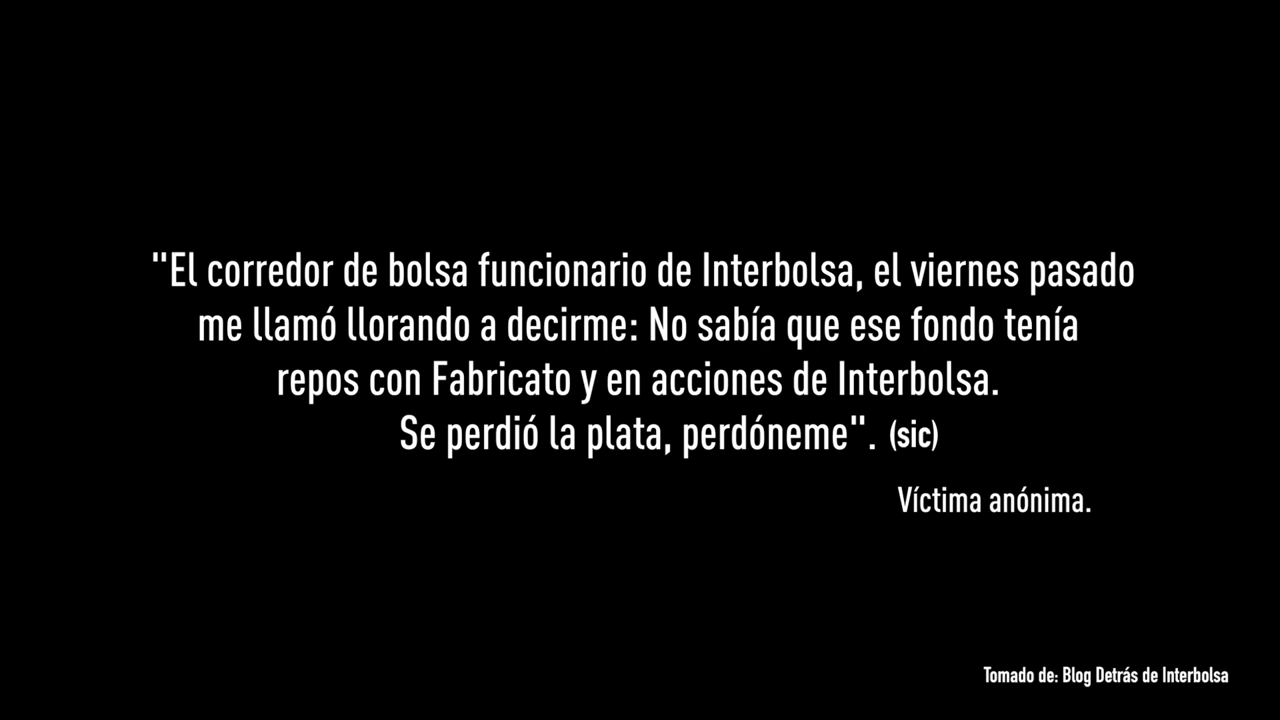 "El corredor de bolsa funcionario de Interbolsa, el viernes pasado
me llamó llorando a decirme: No sabía que ese fondo tenía
repos con Fabricato y en acciones de Interbolsa.
Se perdió la plata, perdóneme". (sic)
Víctima anónima.
Tomado de: Blog Detrás de Interbolsa